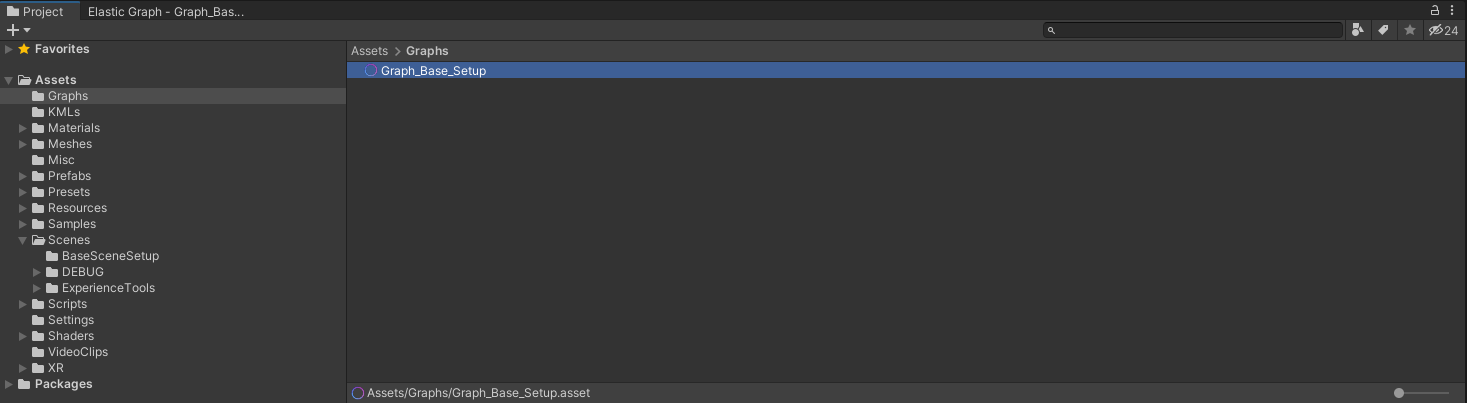 Project
Elastic Graph - Graph_Bas...
24
Favorites
Assets
Graphs
KMLs
Materials
Meshes
Misc
Prefabs
Presets
Resources
Samples
Scenes
BaseSceneSetup
DEBUG
ExperienceTools
Scripts
Settings
Shaders
VideoClips
XR
Packages
Assets > Graphs
Graph_Base_Setup
Assets/Graphs/Graph_Base_Setup.asset